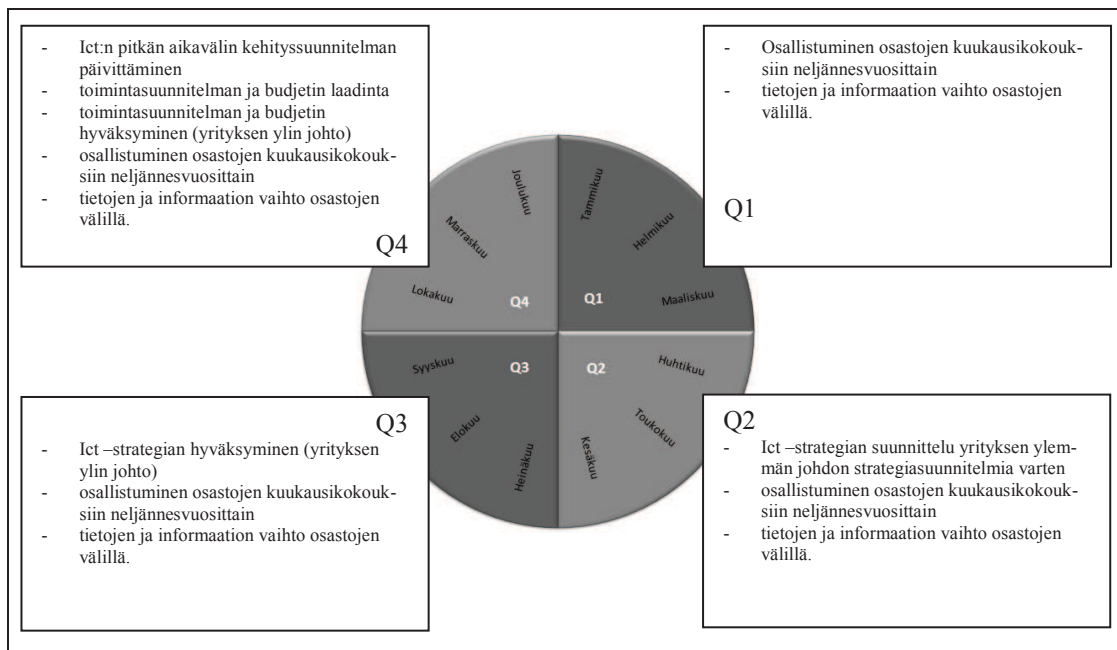 - Ict:n pitkän aikavälin kehityssuunnitelman
päivittäminen
- toimintasuunnitelman ja budjetin laadinta
- toimintasuunnitelman ja budjetin
hyväksyminen (yrityksen ylin johto)
- osallistuminen osastojen kuukausikokouk-
siin neljännesvuosittain
- tietojen ja informaation vaihto osastojen
välillä.
Q4
- Osallistuminen osastojen kuukausikokouk-
siin neljännesvuosittain
- tietojen ja informaation vaihto osastojen
välillä.
Q1
Joulukuu
Marraskuu
Lokakuu
Q4
Tammikuu
Helmikuu
Maaliskuu
Q1
Syyskuu
Elokuu
Heinäkuu
Q3
Huhtikuu
Toukokuu
Kesäkuu
Q2
Q3
- Ict –strategian hyväksyminen (yrityksen
ylin johto)
- osallistuminen osastojen kuukausikokouk-
siin neljännesvuosittain
- tietojen ja informaation vaihto osastojen
välillä.
Q2
- Ict –strategian suunnittelu yrityksen ylem-
män johdon strategiasuunnitelmia varten
- osallistuminen osastojen kuukausikokouk-
siin neljännesvuosittain
- tietojen ja informaation vaihto osastojen
välillä.